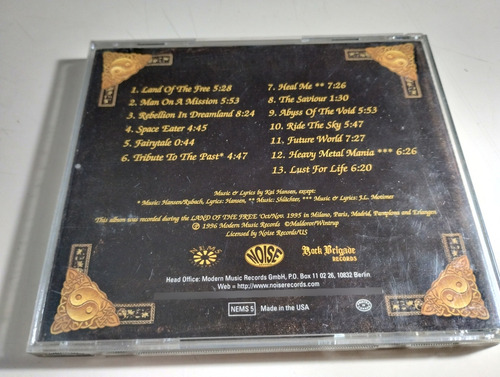 1. Land Of The Free 5:28
2. Man On A Mission 5:53
3. Rebellion In Dreamland 8:24
4. Space Eater 4:45
5. Fairytale 0:44
6. Tribute To The Past* 4:47
7. Heal Me ** 7:26
8. The Saviour 1:30
9. Abyss Of The Void 5:53
10. Ride The Sky 5:47
11. Future World 7:27
12. Heavy Metal Mania *** 6:26
13. Lust For Life 6:20
Music & Lyrics by Kai Hansen, except:
* Music: Hansen/Rubach, Lyrics: Hansen, ** Music: Schlächter, *** Music & Lyrics: J.L. Mortimer
This album was recorded during the LAND OF THE FREE Oct/Nov. 1995 in Milano, Paris, Madrid, Pamplona and Erlangen
Ⓟ 1996 Modern Music Records ©Maldoror/Wintrup
Licensed by Noise Records/US
NEMS
NOISE
Rock Brigade
RECORDS
Head Office: Modern Music Records GmbH, P.O. Box 11 02 26, 10832 Berlin
Web = http://www.noiserecords.com
NEMS 5
Made in the USA